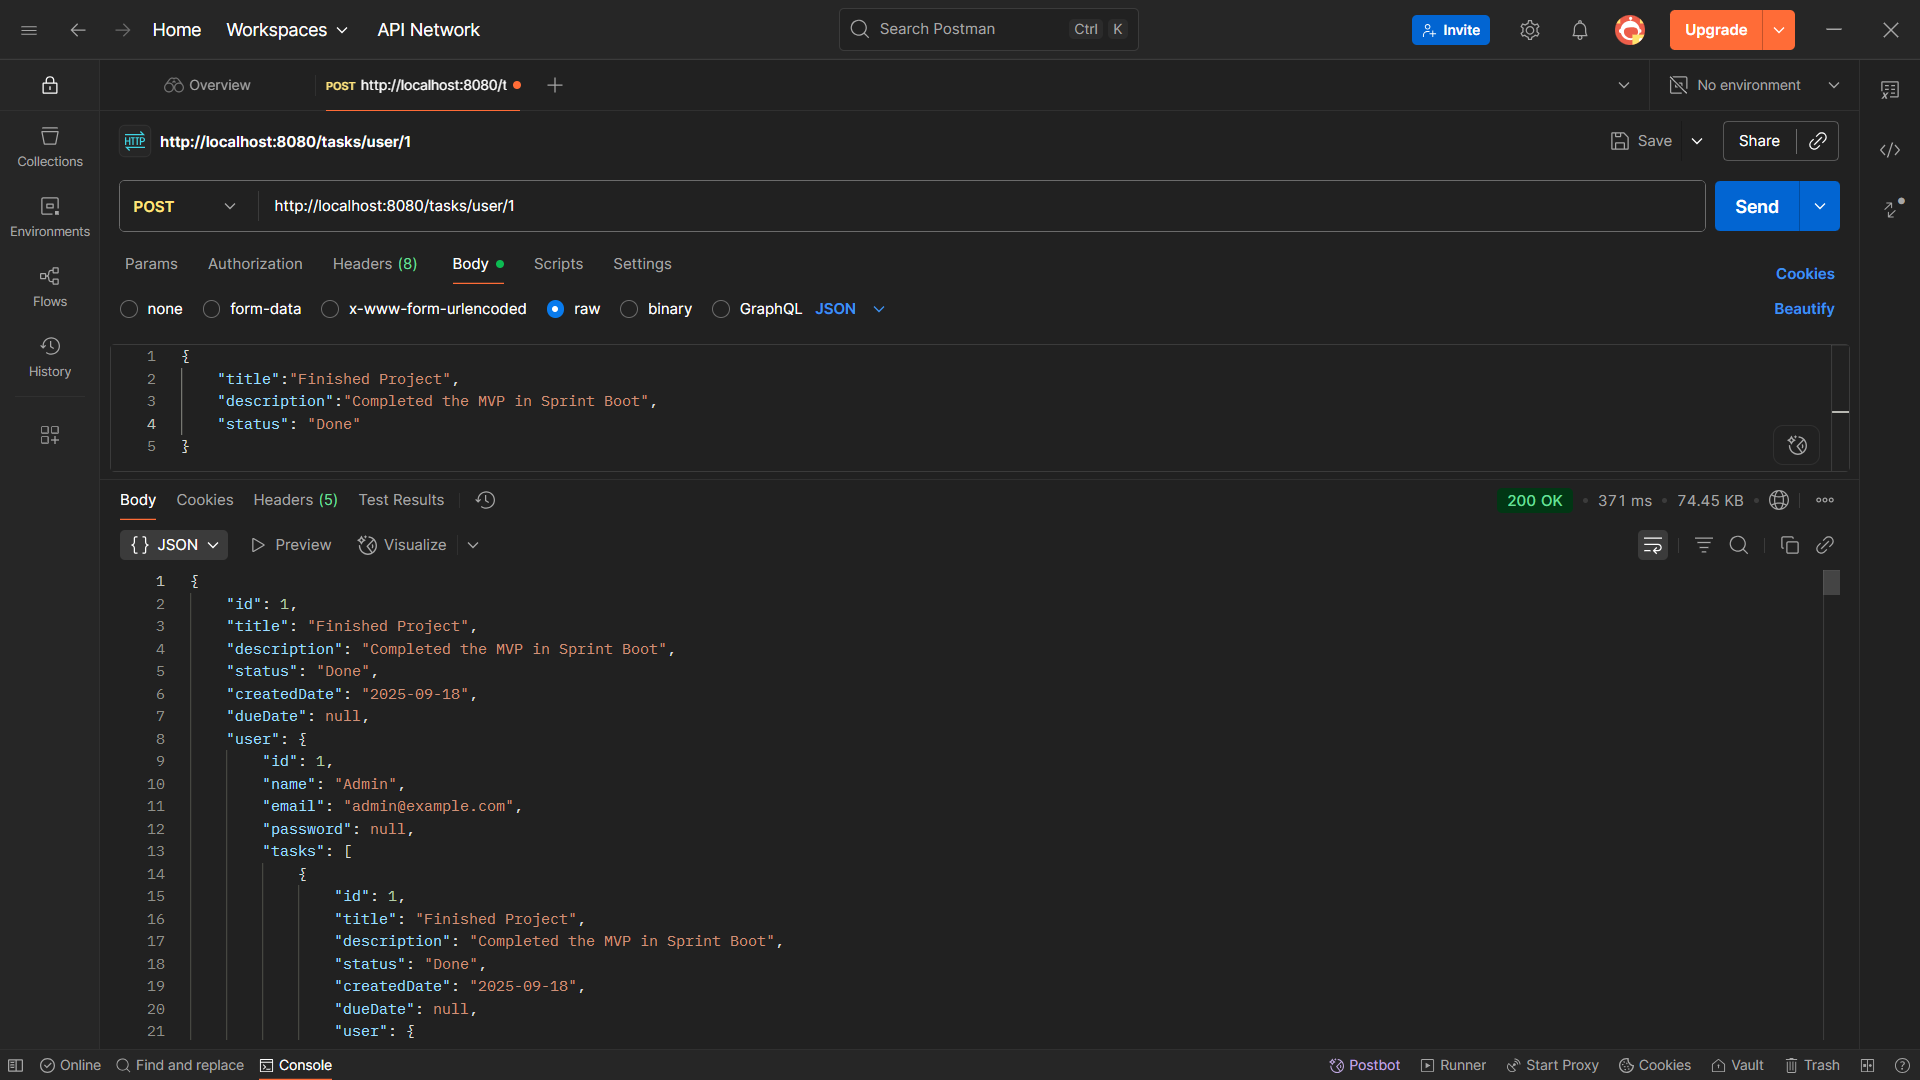 Home Workspaces API Network Search Postman Ctrl K Invite Upgrade
Overview POST http://localhost:8080/t No environment
HTTP http://localhost:8080/tasks/user/1 Save Share
POST http://localhost:8080/tasks/user/1 Send
Params Authorization Headers (8) Body Scripts Settings Cookies
none form-data x-www-form-urlencoded raw binary GraphQL JSON Beautify
Collections
Environments
Flows
History
1 {
2 "title":"Finished Project",
3 "description":"Completed the MVP in Sprint Boot",
4 "status": "Done"
5 }
Body Cookies Headers (5) Test Results 200 OK • 371 ms • 74.45 KB •
{} JSON Preview Visualize
1 {
2 "id": 1,
3 "title": "Finished Project",
4 "description": "Completed the MVP in Sprint Boot",
5 "status": "Done",
6 "createdDate": "2025-09-18",
7 "dueDate": null,
8 "user": {
9 "id": 1,
10 "name": "Admin",
11 "email": "admin@example.com",
12 "password": null,
13 "tasks": [
14 {
15 "id": 1,
16 "title": "Finished Project",
17 "description": "Completed the MVP in Sprint Boot",
18 "status": "Done",
19 "createdDate": "2025-09-18",
20 "dueDate": null,
21 "user": {
Online Find and replace Console Postbot Runner Start Proxy Cookies Vault Trash